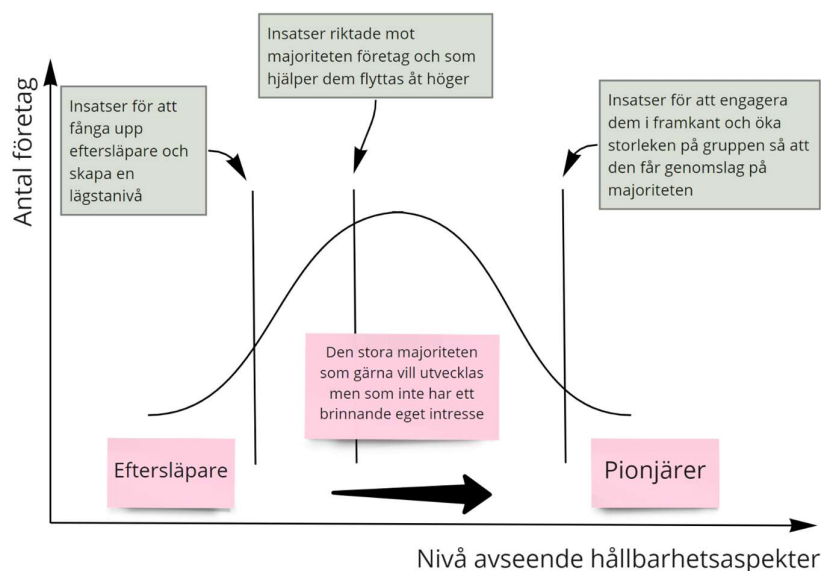 Insatser riktade mot
majoriteten företag och som
hjälper dem flyttas åt höger
Insatser för att
fånga upp
eftersläpare och
skapa en
lägstanivå
Insatser för att engagera
dem i framkant och öka
storleken på gruppen så att
den får genomslag på
majoriteten
Antal företag
Den stora majoriteten
som gärna vill utvecklas
men som inte har ett
brinnande eget intresse
Eftersläpare
Pionjärer
Nivå avseende hållbarhetsaspekter